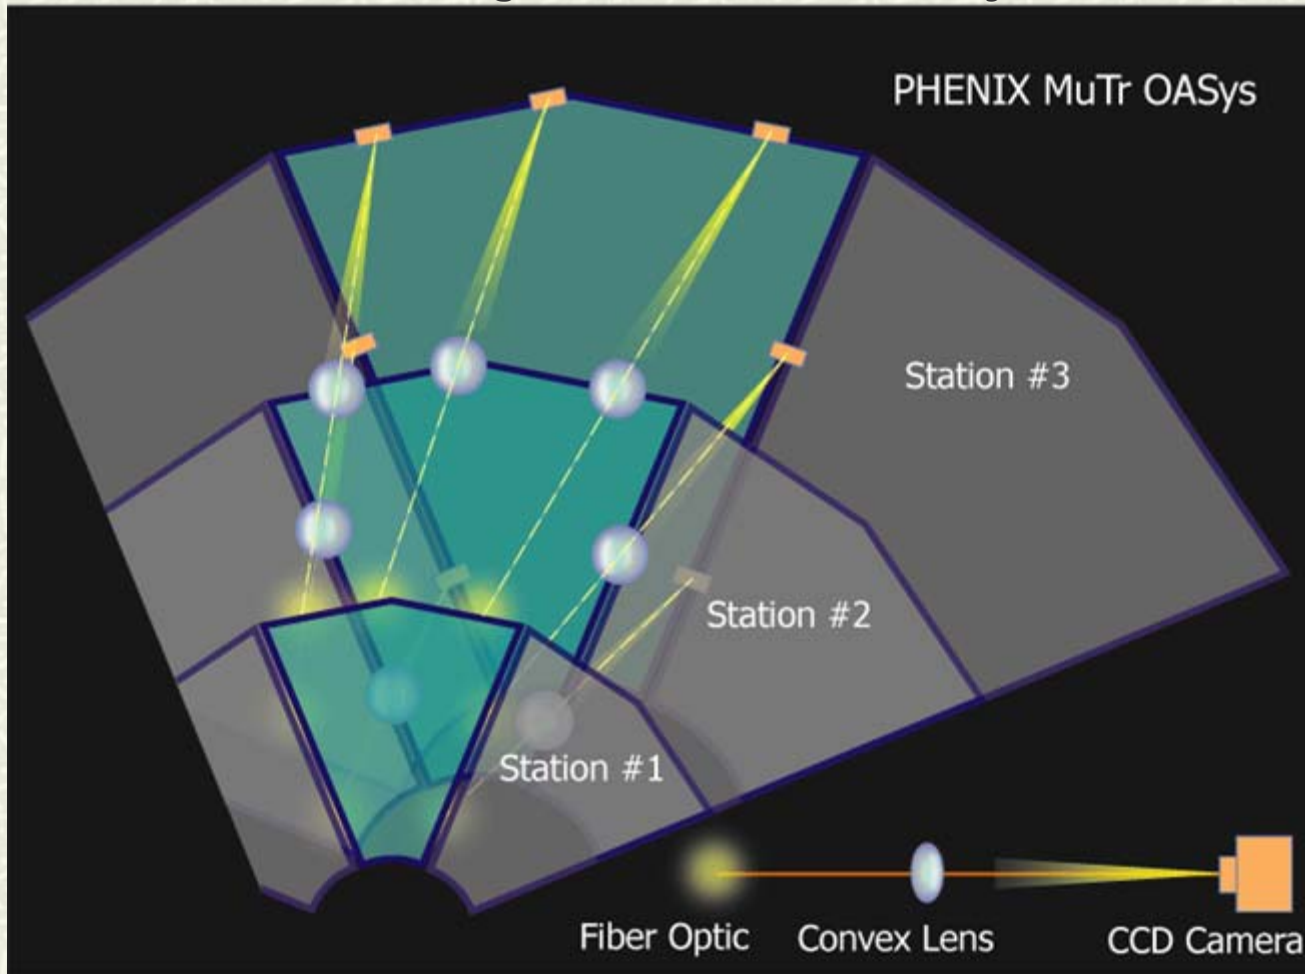 PHENIX MuTr OASys
Station #3
Station #2
Station #1
Fiber Optic
Convex Lens
CCD Camera